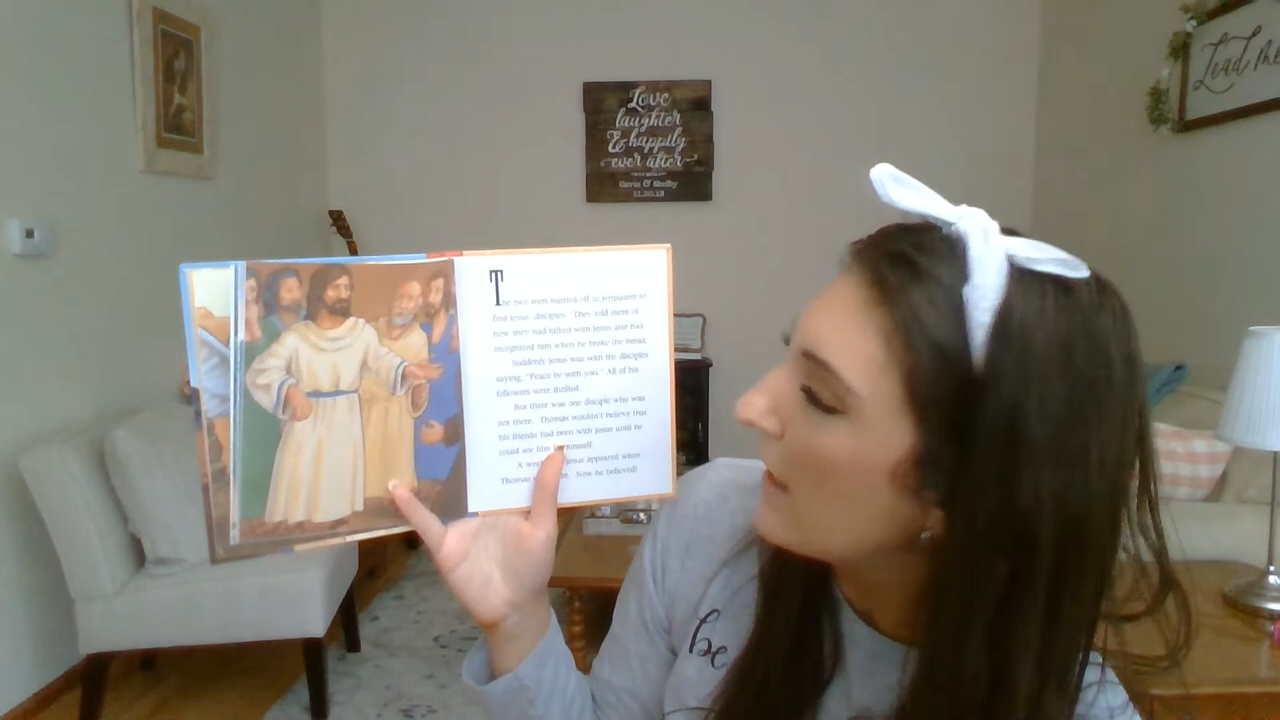 Love
laughter
& happily
ever after
11.30.18
Lead Me
The two men hurried off to Jerusalem to
find Jesus' disciples. They told them of
how they had talked with Jesus and had
recognized him when he broke the bread.
Suddenly Jesus was with the disciples
saying, "Peace be with you." All of his
followers were thrilled.
But there was one disciple who was
not there. Thomas wouldn't believe that
his friends had been with Jesus until he
could see him himself.
A week Jesus appeared when
Thomas Now he believed!
be